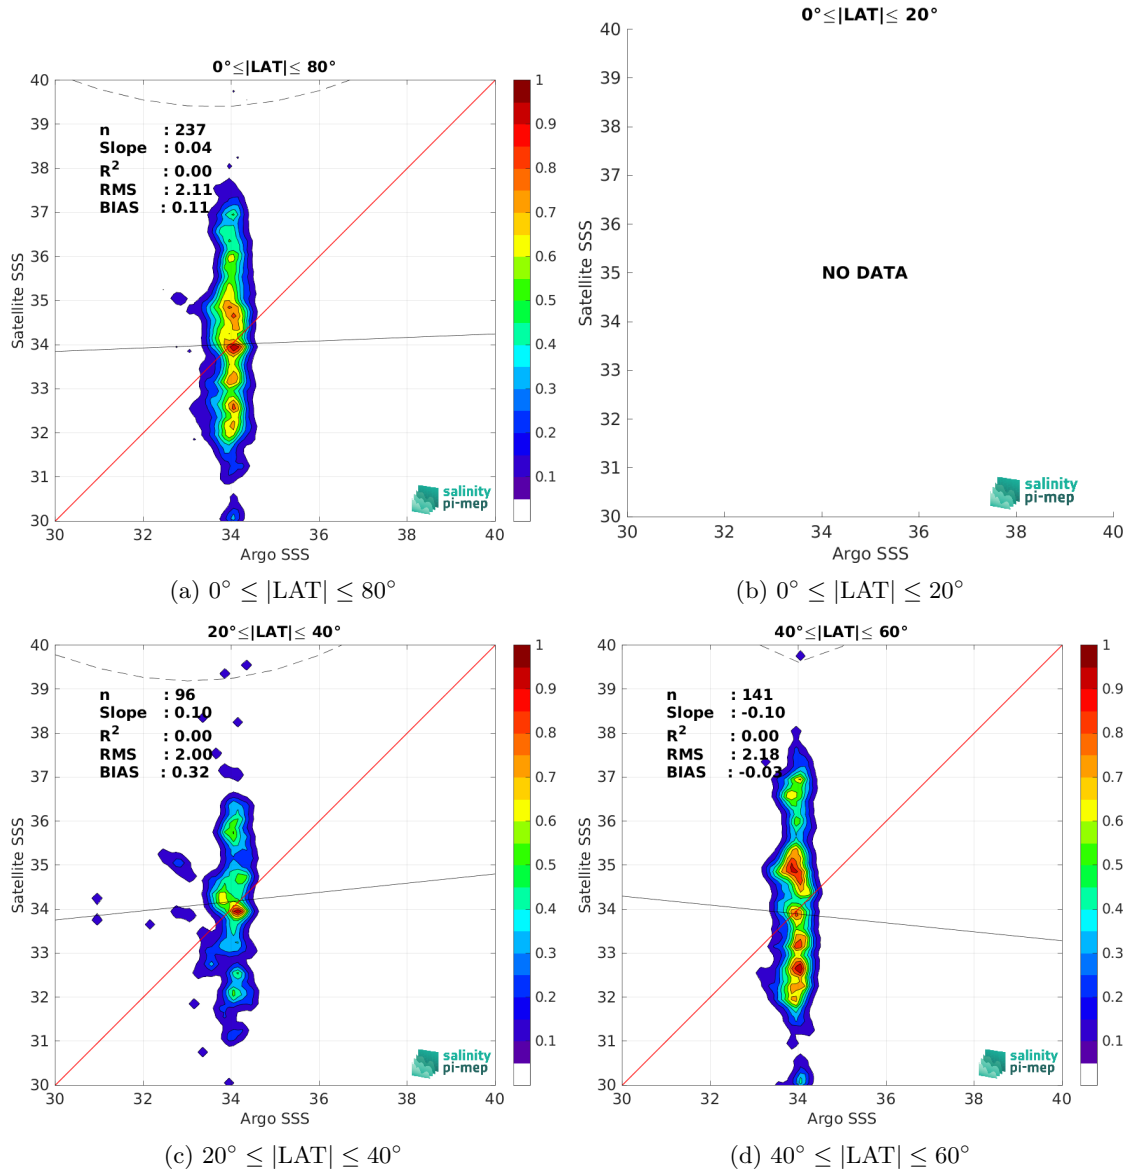 0°≤|LAT|≤ 80°
40
39
38
37
36
35
34
33
32
31
30
Satellite SSS
n : 237
Slope : 0.04
R² : 0.00
RMS : 2.11
BIAS : 0.11
salinity
pi-mep
30 32 34 36 38 40
Argo SSS
1
0.9
0.8
0.7
0.6
0.5
0.4
0.3
0.2
0.1
(a) 0° ≤ |LAT| ≤ 80°
0°≤|LAT|≤ 20°
40
39
38
37
36
35
34
33
32
31
30
Satellite SSS
NO DATA
salinity
pi-mep
30 32 34 36 38 40
Argo SSS
(b) 0° ≤ |LAT| ≤ 20°
20°≤|LAT|≤ 40°
40
39
38
37
36
35
34
33
32
31
30
Satellite SSS
n : 96
Slope : 0.10
R² : 0.00
RMS : 2.00
BIAS : 0.32
salinity
pi-mep
30 32 34 36 38 40
Argo SSS
1
0.9
0.8
0.7
0.6
0.5
0.4
0.3
0.2
0.1
(c) 20° ≤ |LAT| ≤ 40°
40°≤|LAT|≤ 60°
40
39
38
37
36
35
34
33
32
31
30
Satellite SSS
n : 141
Slope : -0.10
R² : 0.00
RMS : 2.18
BIAS : -0.03
salinity
pi-mep
30 32 34 36 38 40
Argo SSS
1
0.9
0.8
0.7
0.6
0.5
0.4
0.3
0.2
0.1
(d) 40° ≤ |LAT| ≤ 60°